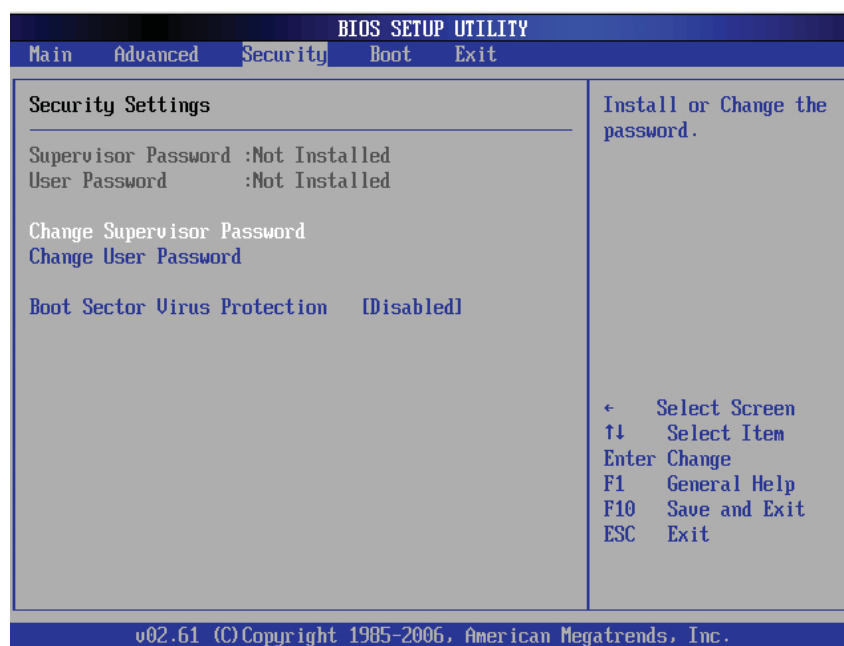 BIOS SETUP UTILITY
Main Advanced Security Boot Exit
Security Settings
Supervisor Password :Not Installed
User Password :Not Installed
Change Supervisor Password
Change User Password
Boot Sector Virus Protection [Disabled]
Install or Change the
password.
← Select Screen
↑↓ Select Item
Enter Change
F1 General Help
F10 Save and Exit
ESC Exit
v02.61 (C)Copyright 1985-2006, American Megatrends, Inc.